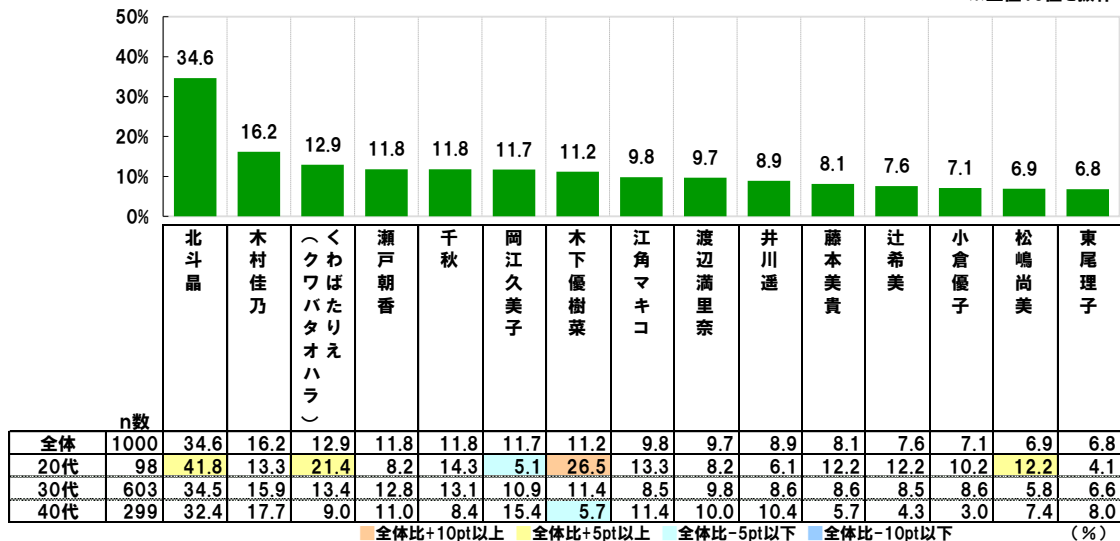 50%
40%
30%
20%
10%
0%
34.6
16.2
12.9
11.8
11.8
11.7
11.2
9.8
9.7
8.9
8.1
7.6
7.1
6.9
6.8
北斗晶
木村佳乃
くわばたりえ
（クワバタオハラ）
瀬戸朝香
千秋
岡江久美子
木下優樹菜
江角マキコ
渡辺満里奈
井川遥
藤本美貴
辻希美
小倉優子
松嶋尚美
東尾理子
n数
全体 1000 34.6 16.2 12.9 11.8 11.8 11.7 11.2 9.8 9.7 8.9 8.1 7.6 7.1 6.9 6.8
20代 98 41.8 13.3 21.4 8.2 14.3 5.1 26.5 13.3 8.2 6.1 12.2 12.2 10.2 12.2 4.1
30代 603 34.5 15.9 13.4 12.8 13.1 10.9 11.4 8.5 9.8 8.6 8.6 8.5 8.6 5.8 6.6
40代 299 32.4 17.7 9.0 11.0 8.4 15.4 5.7 11.4 10.0 10.4 5.7 4.3 3.0 7.4 8.0
■全体比+10pt以上 ■全体比+5pt以上 ■全体比-5pt以下 ■全体比-10pt以下 （%）